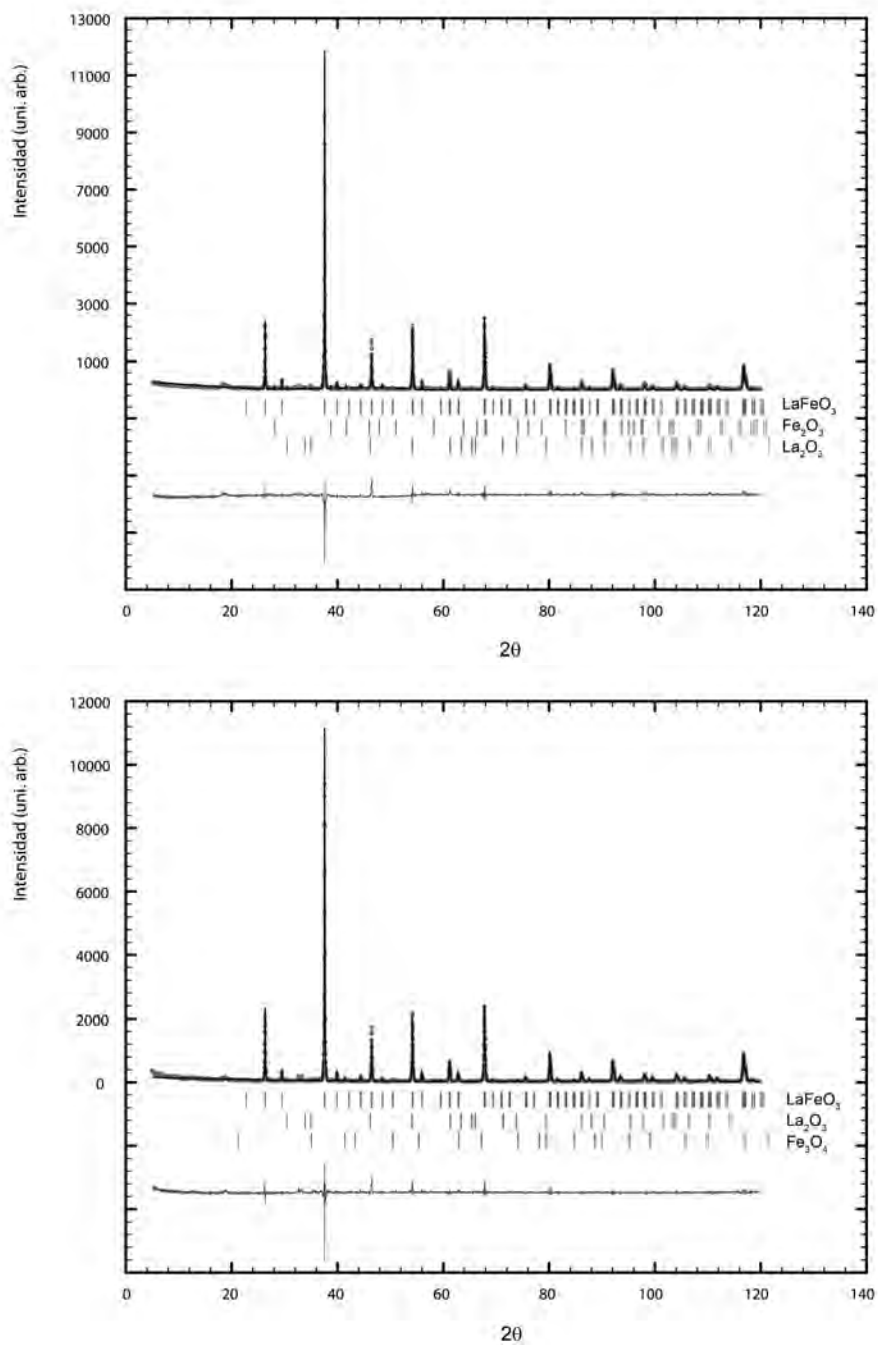 Intensidad (uni. arb.)
13000
11000
9000
7000
5000
3000
1000
LaFeO₃
Fe₂O₃
La₂O₃
0 20 40 60 80 100 120 140
2θ
Intensidad (uni. arb.)
12000
10000
8000
6000
4000
2000
0
LaFeO₃
La₂O₃
Fe₃O₄
0 20 40 60 80 100 120 140
2θ